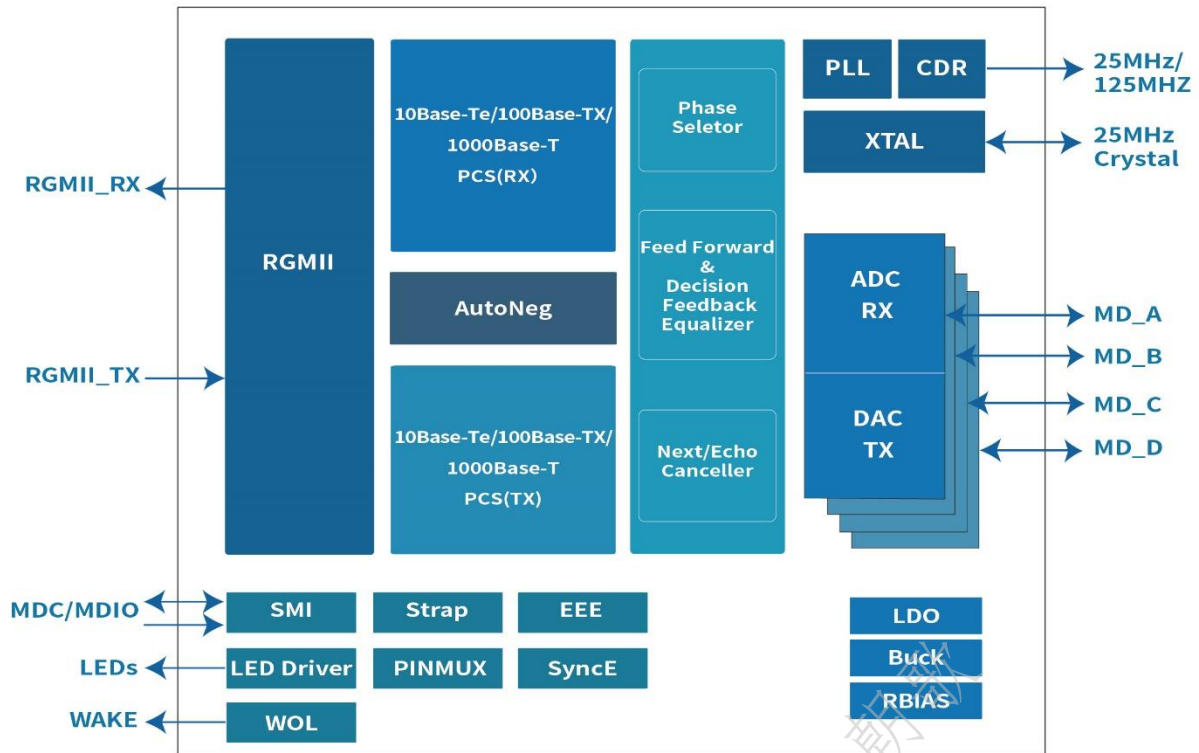 RGMII_RX
RGMII_TX
MDC/MDIO
LEDs
WAKE
RGMII
10Base-Te/100Base-TX/
1000Base-T
PCS(RX)
AutoNeg
10Base-Te/100Base-TX/
1000Base-T
PCS(TX)
Phase
Seletor
Feed Forward
&
Decision
Feedback
Equalizer
Next/Echo
Canceller
PLL
CDR
XTAL
25MHz/
125MHZ
25MHz
Crystal
ADC
RX
DAC
TX
MD_A
MD_B
MD_C
MD_D
SMI
Strap
EEE
LED Driver
PINMUX
SyncE
WOL
LDO
Buck
RBIAS
朝歌